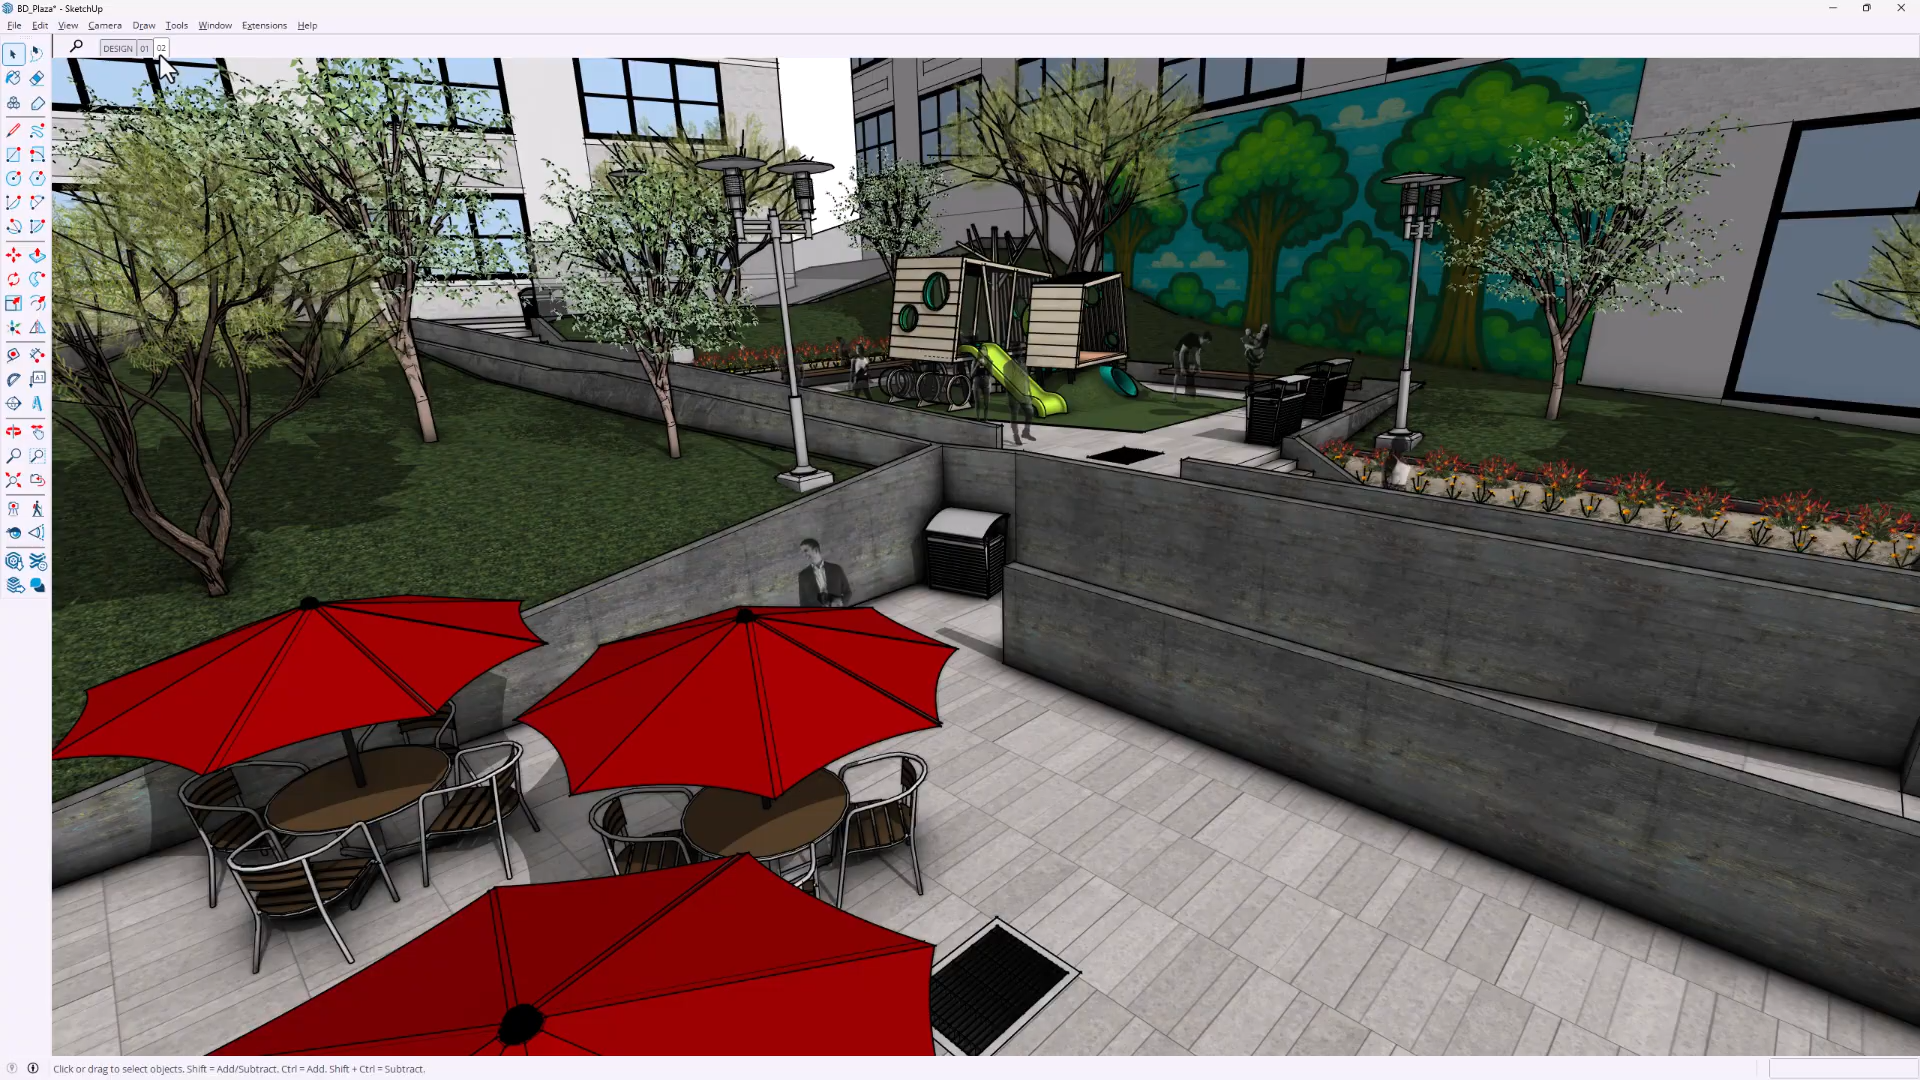 BD_Plaza* - SketchUp
File Edit View Camera Draw Tools Window Extensions Help
DESIGN 01 02
A1
Click or drag to select objects. Shift = Add/Subtract. Ctrl = Add. Shift + Ctrl = Subtract.